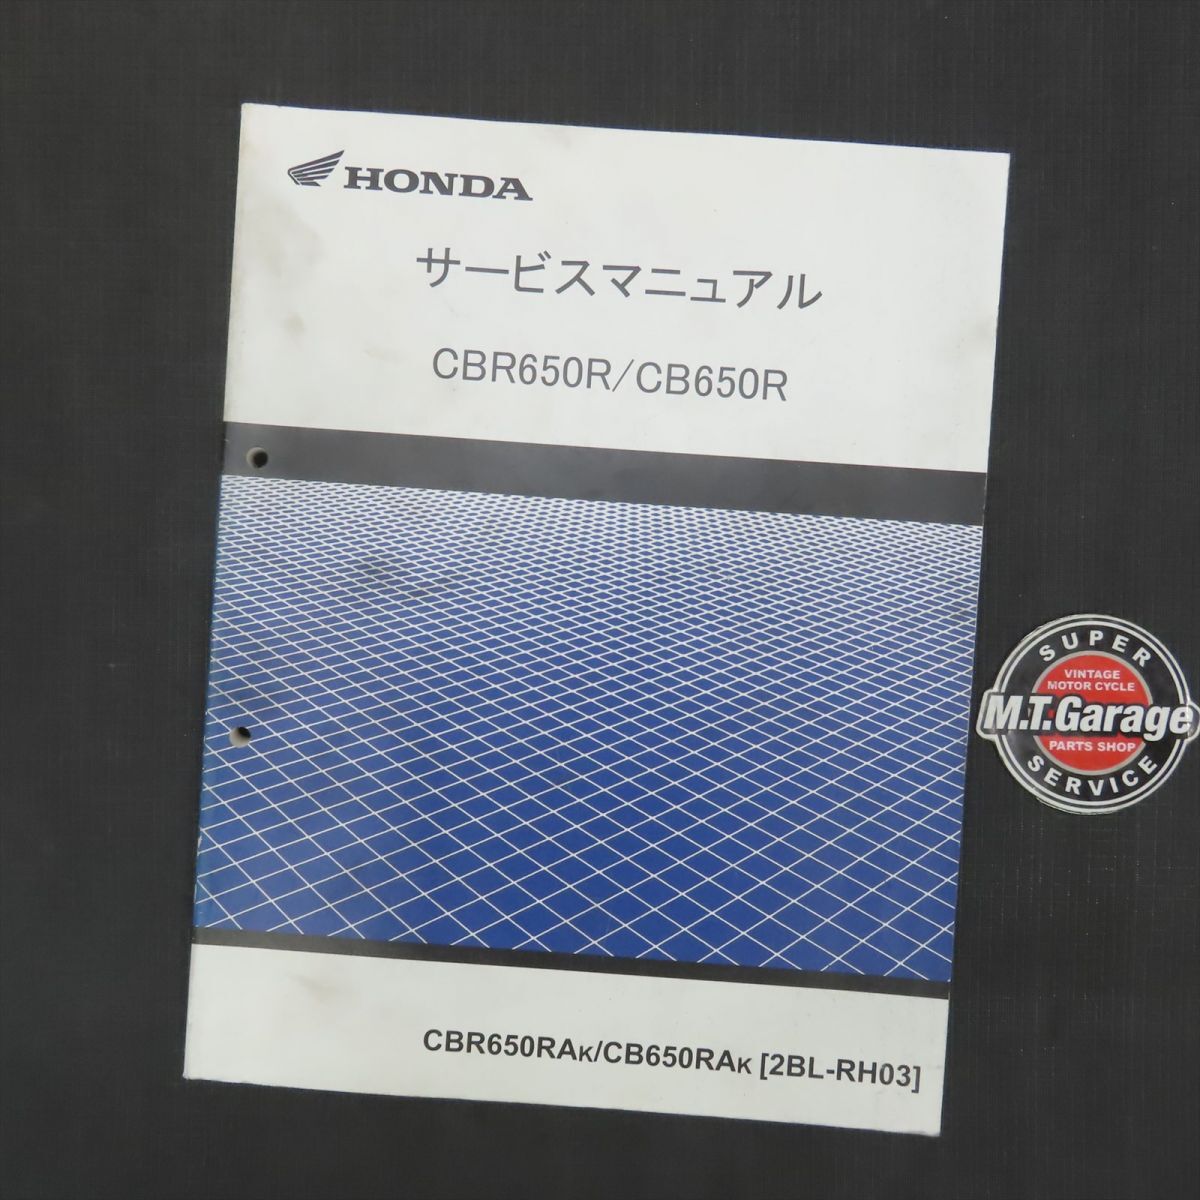 HONDA
サービスマニュアル
CBR650R/CB650R
CBR650RAK/CB650RAK [2BL-RH03]
SUPER
VINTAGE
MOTOR CYCLE
M.T.Garage
PARTS SHOP
SERVICE